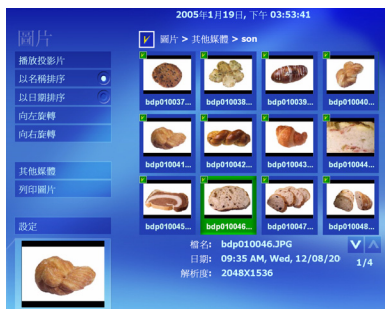 2005年1月19日, 下午 03:53:41
圖片
圖片 > 其他媒體 > son
播放投影片
以名稱排序
以日期排序
向左旋轉
向右旋轉
其他媒體
列印圖片
設定
bdp010037... bdp010038... bdp010039... bdp010040...
bdp010041... bdp010042... bdp010043... bdp010044...
bdp010045... bdp010046... bdp010047... bdp010048...
檔名: bdp010046.JPG
日期: 09:35 AM, Wed, 12/08/20
1/4
解析度: 2048X1536